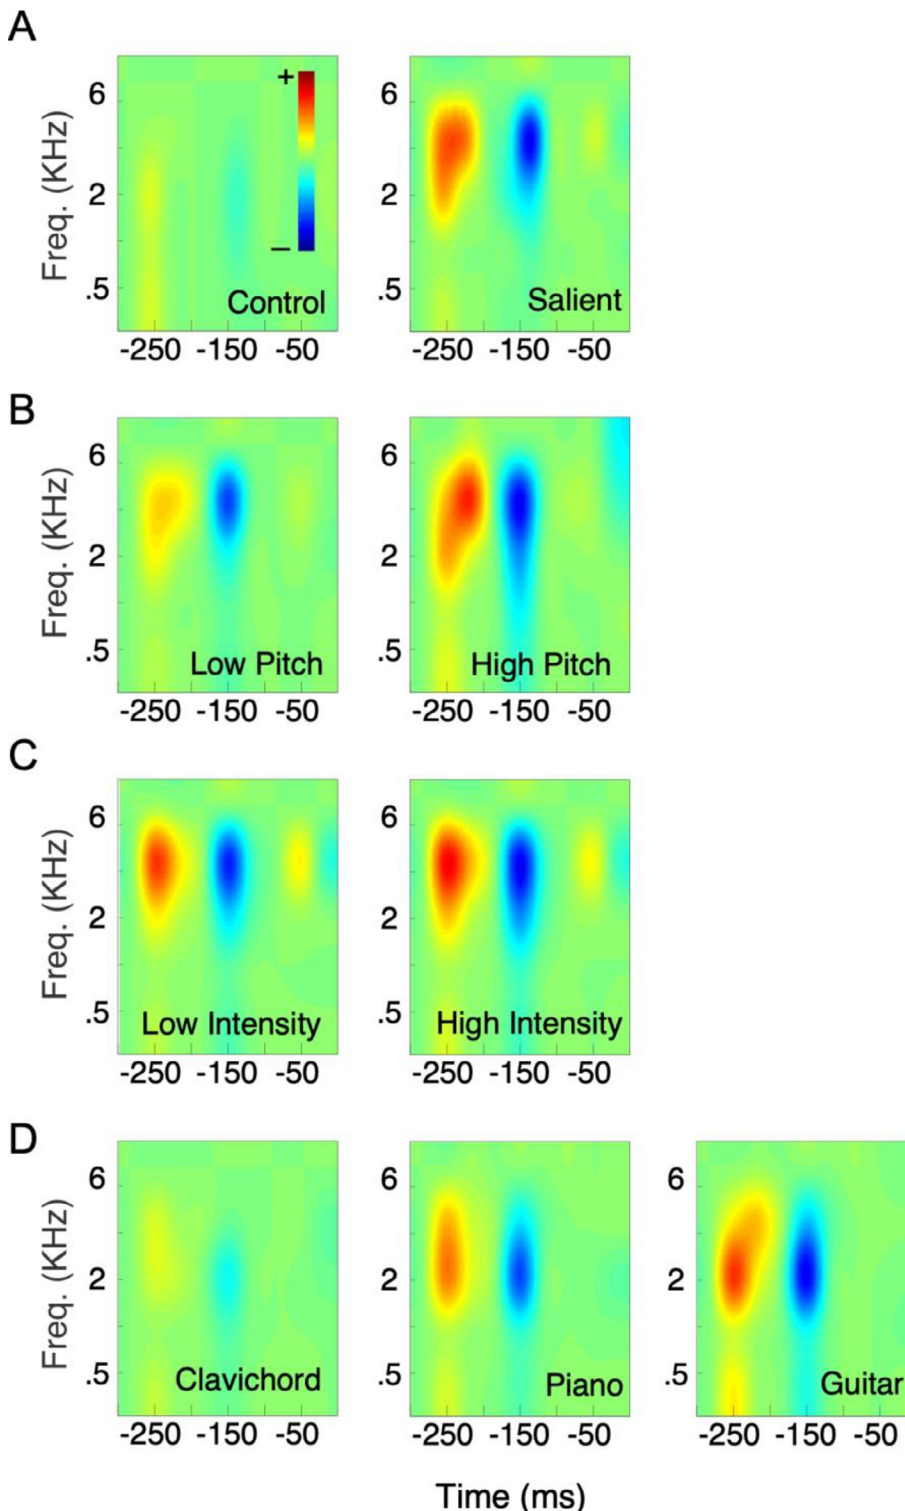 A
Freq. (KHz)
6
2
.5
+
−
Control
-250 -150 -50
6
2
.5
Salient
-250 -150 -50
B
Freq. (KHz)
6
2
.5
Low Pitch
-250 -150 -50
6
2
.5
High Pitch
-250 -150 -50
C
Freq. (KHz)
6
2
.5
Low Intensity
-250 -150 -50
6
2
.5
High Intensity
-250 -150 -50
D
Freq. (KHz)
6
2
.5
Clavichord
-250 -150 -50
6
2
.5
Piano
-250 -150 -50
6
2
.5
Guitar
-250 -150 -50
Time (ms)